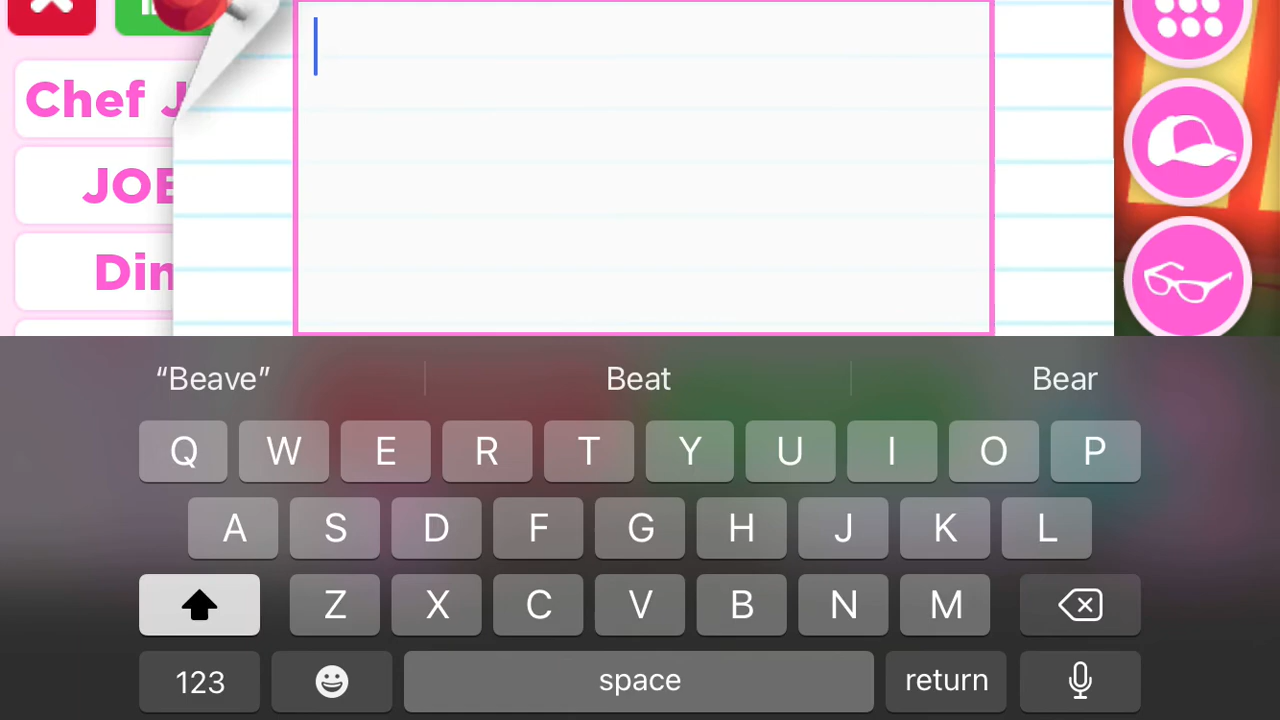 Chef J
JOE
Din
“Beave” Beat Bear
Q W E R T Y U I O P
A S D F G H J K L
Z X C V B N M
123 space return